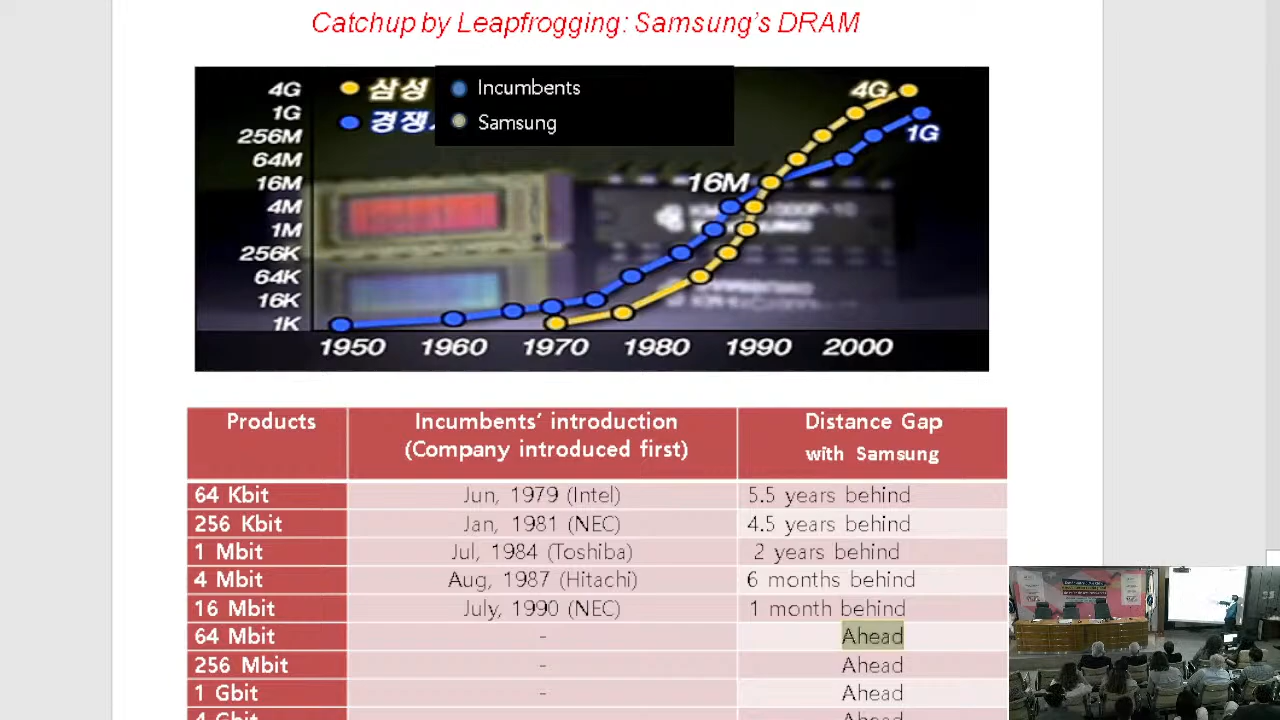 Catchup by Leapfrogging: Samsung's DRAM
4G
1G
256M
64M
16M
4M
1M
256K
64K
16K
1K
삼성
경쟁
Incumbents
Samsung
4G
1G
16M
1950 1960 1970 1980 1990 2000
Products Incumbents' introduction (Company introduced first) Distance Gap with Samsung
64 Kbit Jun, 1979 (Intel) 5.5 years behind
256 Kbit Jan, 1981 (NEC) 4.5 years behind
1 Mbit Jul, 1984 (Toshiba) 2 years behind
4 Mbit Aug, 1987 (Hitachi) 6 months behind
16 Mbit July, 1990 (NEC) 1 month behind
64 Mbit - Ahead
256 Mbit - Ahead
1 Gbit - Ahead
4 Gbit - Ahead